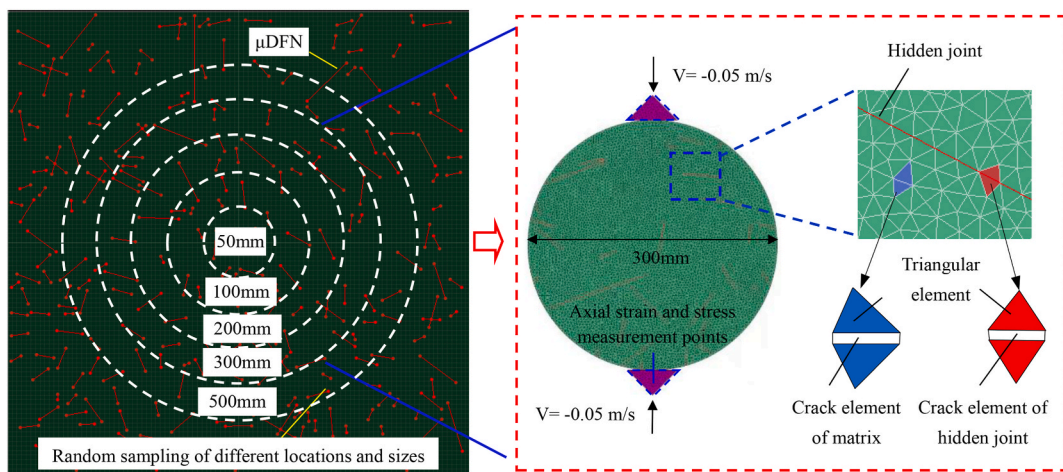 μDFN
50mm
100mm
200mm
300mm
500mm
Random sampling of different locations and sizes
V= -0.05 m/s
300mm
Axial strain and stress
measurement points
V= -0.05 m/s
Hidden joint
Triangular
element
Crack element
of matrix
Crack element of
hidden joint